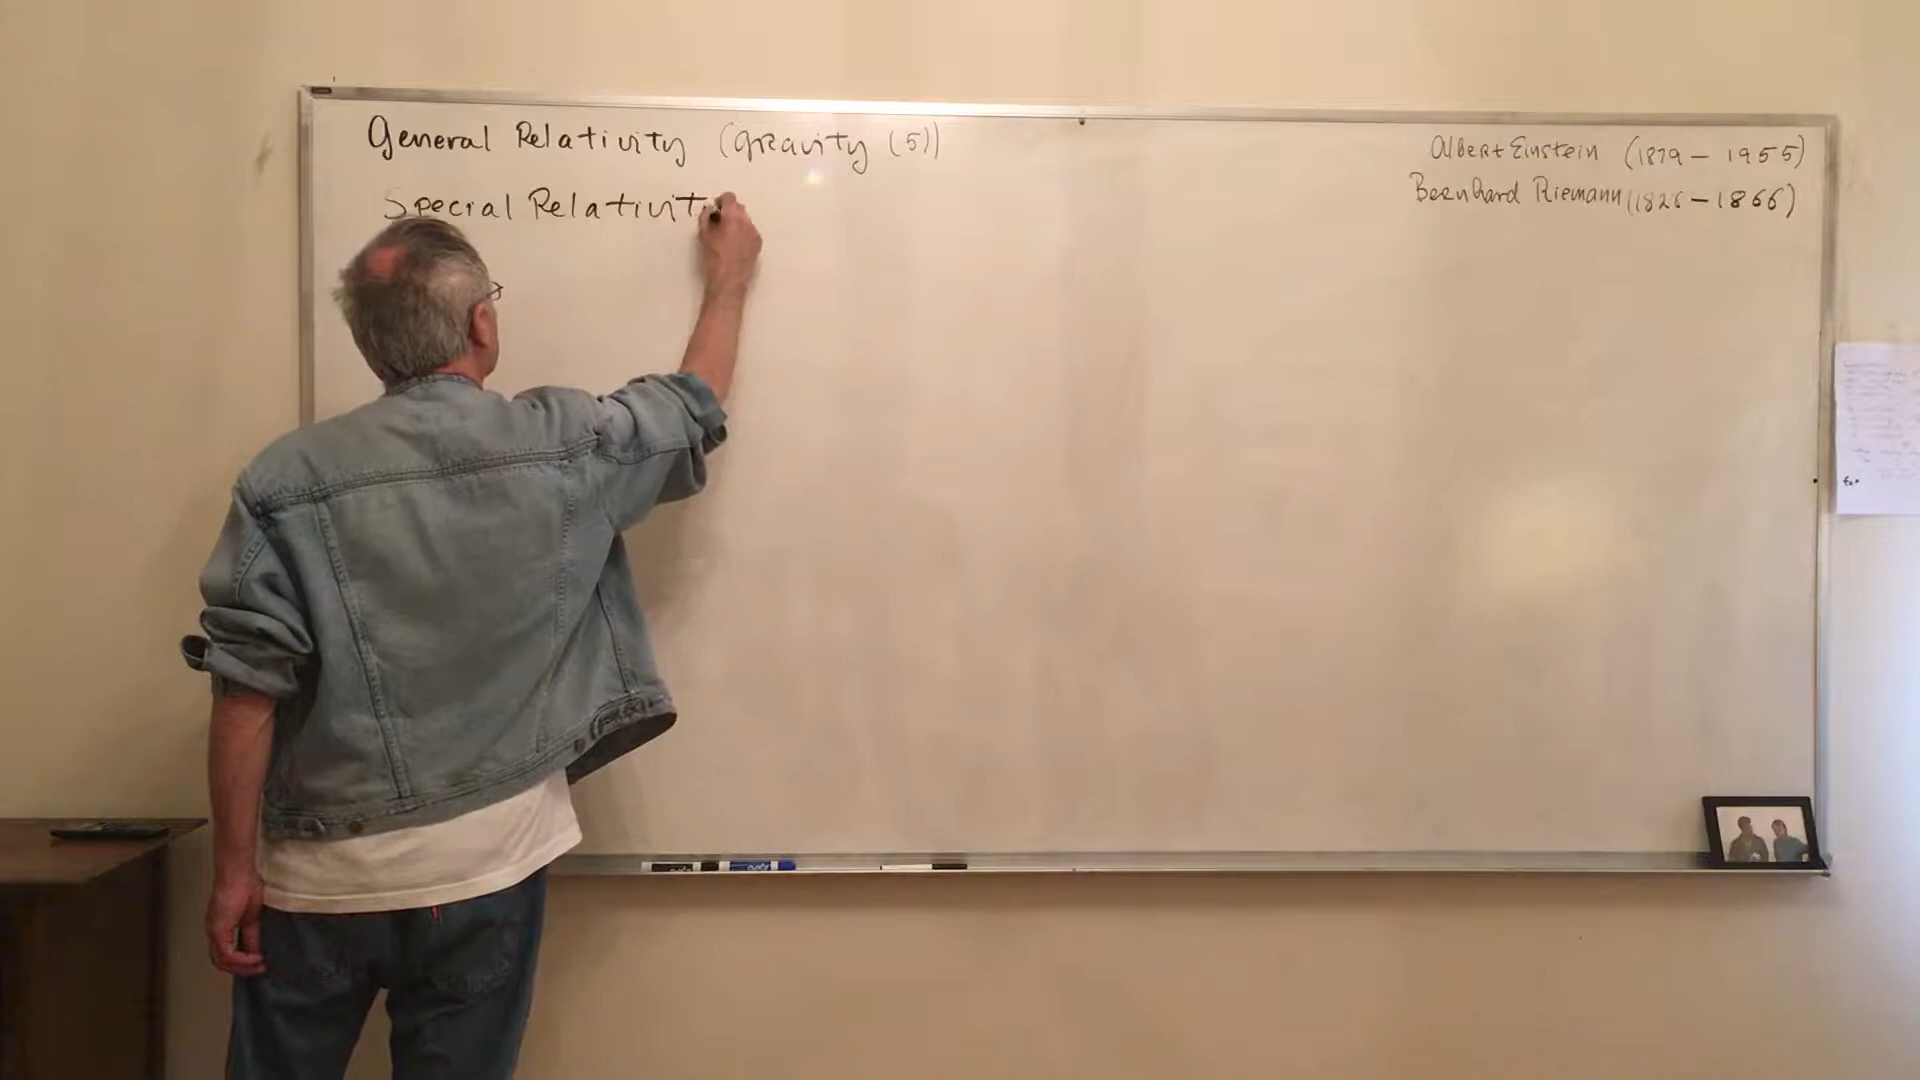 General Relativity (gravity (5))
Special Relativit
Albert Einstein (1879 – 1955)
Bernhard Riemann (1826 – 1866)